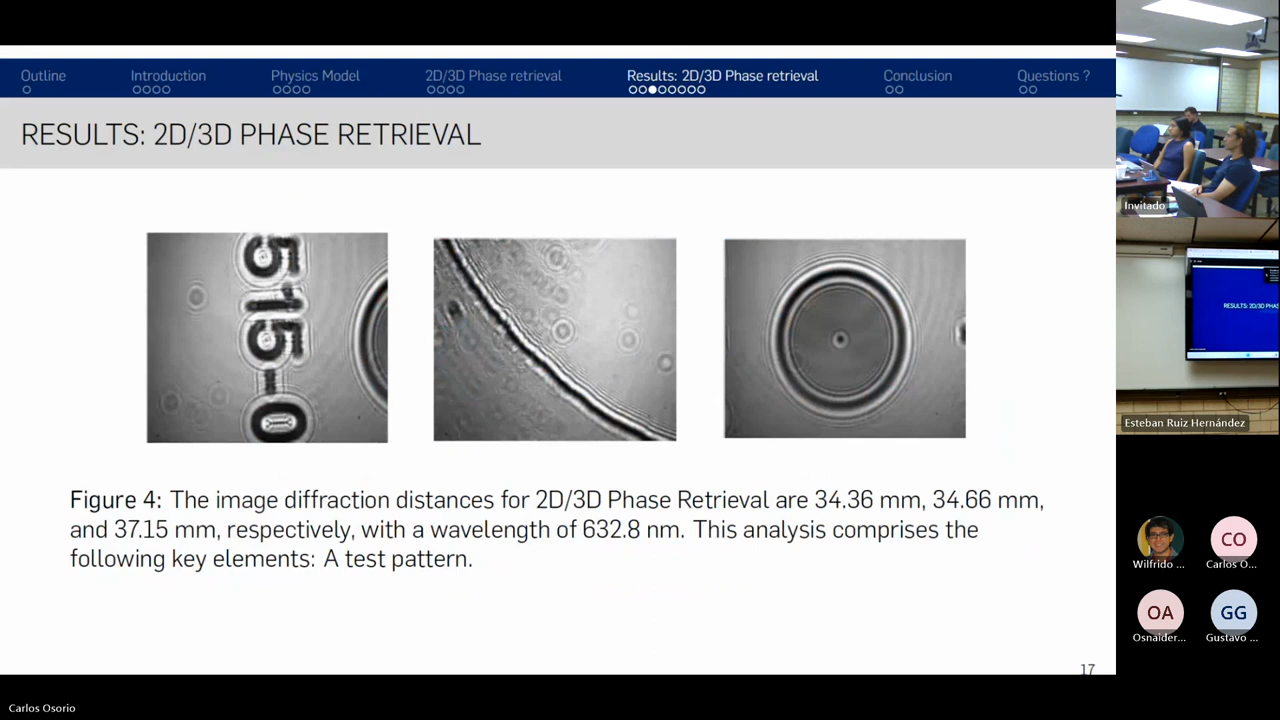 Outline
Introduction
Physics Model
2D/3D Phase retrieval
Results: 2D/3D Phase retrieval
Conclusion
Questions ?
RESULTS: 2D/3D PHASE RETRIEVAL
515-0
Figure 4: The image diffraction distances for 2D/3D Phase Retrieval are 34.36 mm, 34.66 mm,
and 37.15 mm, respectively, with a wavelength of 632.8 nm. This analysis comprises the
following key elements: A test pattern.
17
Carlos Osorio
Invitado
RESULTS: 2D/3D PHAS
Esteban Ruíz Hernández
Wilfrido ...
CO
Carlos O...
OA
Osnaider...
GG
Gustavo ...